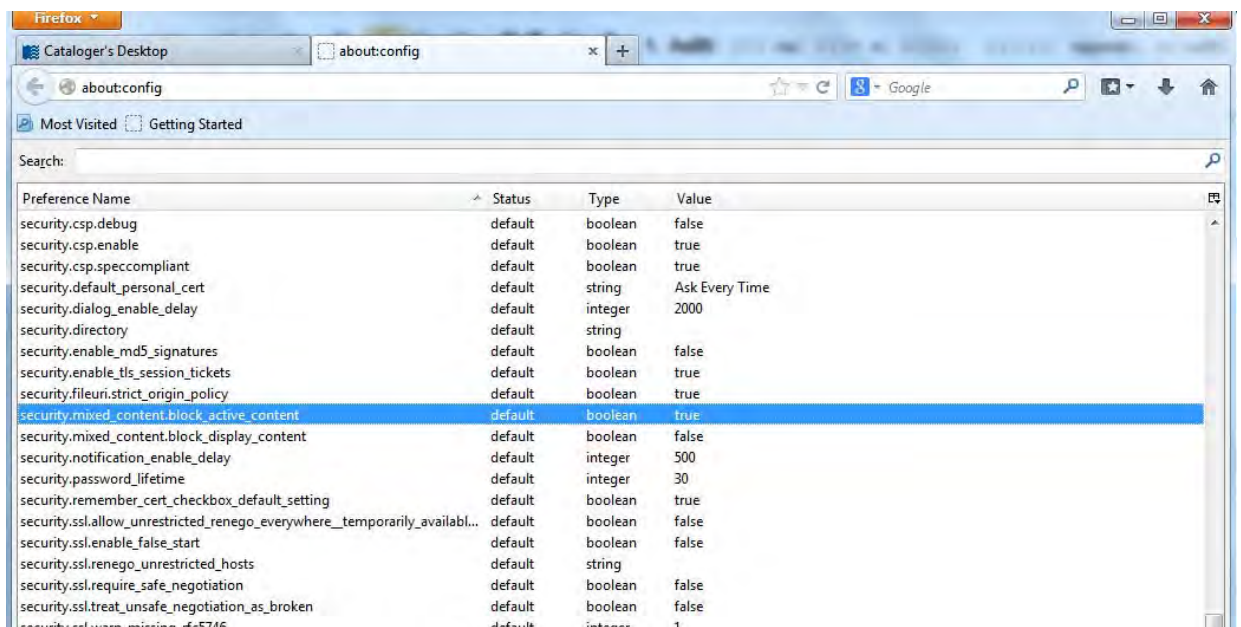 Firefox
Cataloger's Desktop about:config
about:config Google
Most Visited Getting Started
Search:
Preference Name Status Type Value
security.csp.debug default boolean false
security.csp.enable default boolean true
security.csp.speccompliant default boolean true
security.default_personal_cert default string Ask Every Time
security.dialog_enable_delay default integer 2000
security.directory default string
security.enable_md5_signatures default boolean false
security.enable_tls_session_tickets default boolean true
security.fileuri.strict_origin_policy default boolean true
security.mixed_content.block_active_content default boolean true
security.mixed_content.block_display_content default boolean false
security.notification_enable_delay default integer 500
security.password_lifetime default integer 30
security.remember_cert_checkbox_default_setting default boolean true
security.ssl.allow_unrestricted_renego_everywhere__temporarily_availabl... default boolean false
security.ssl.enable_false_start default boolean false
security.ssl.renego_unrestricted_hosts default string
security.ssl.require_safe_negotiation default boolean false
security.ssl.treat_unsafe_negotiation_as_broken default boolean false
security.ssl.warn_missing_rfc5746 default integer 1